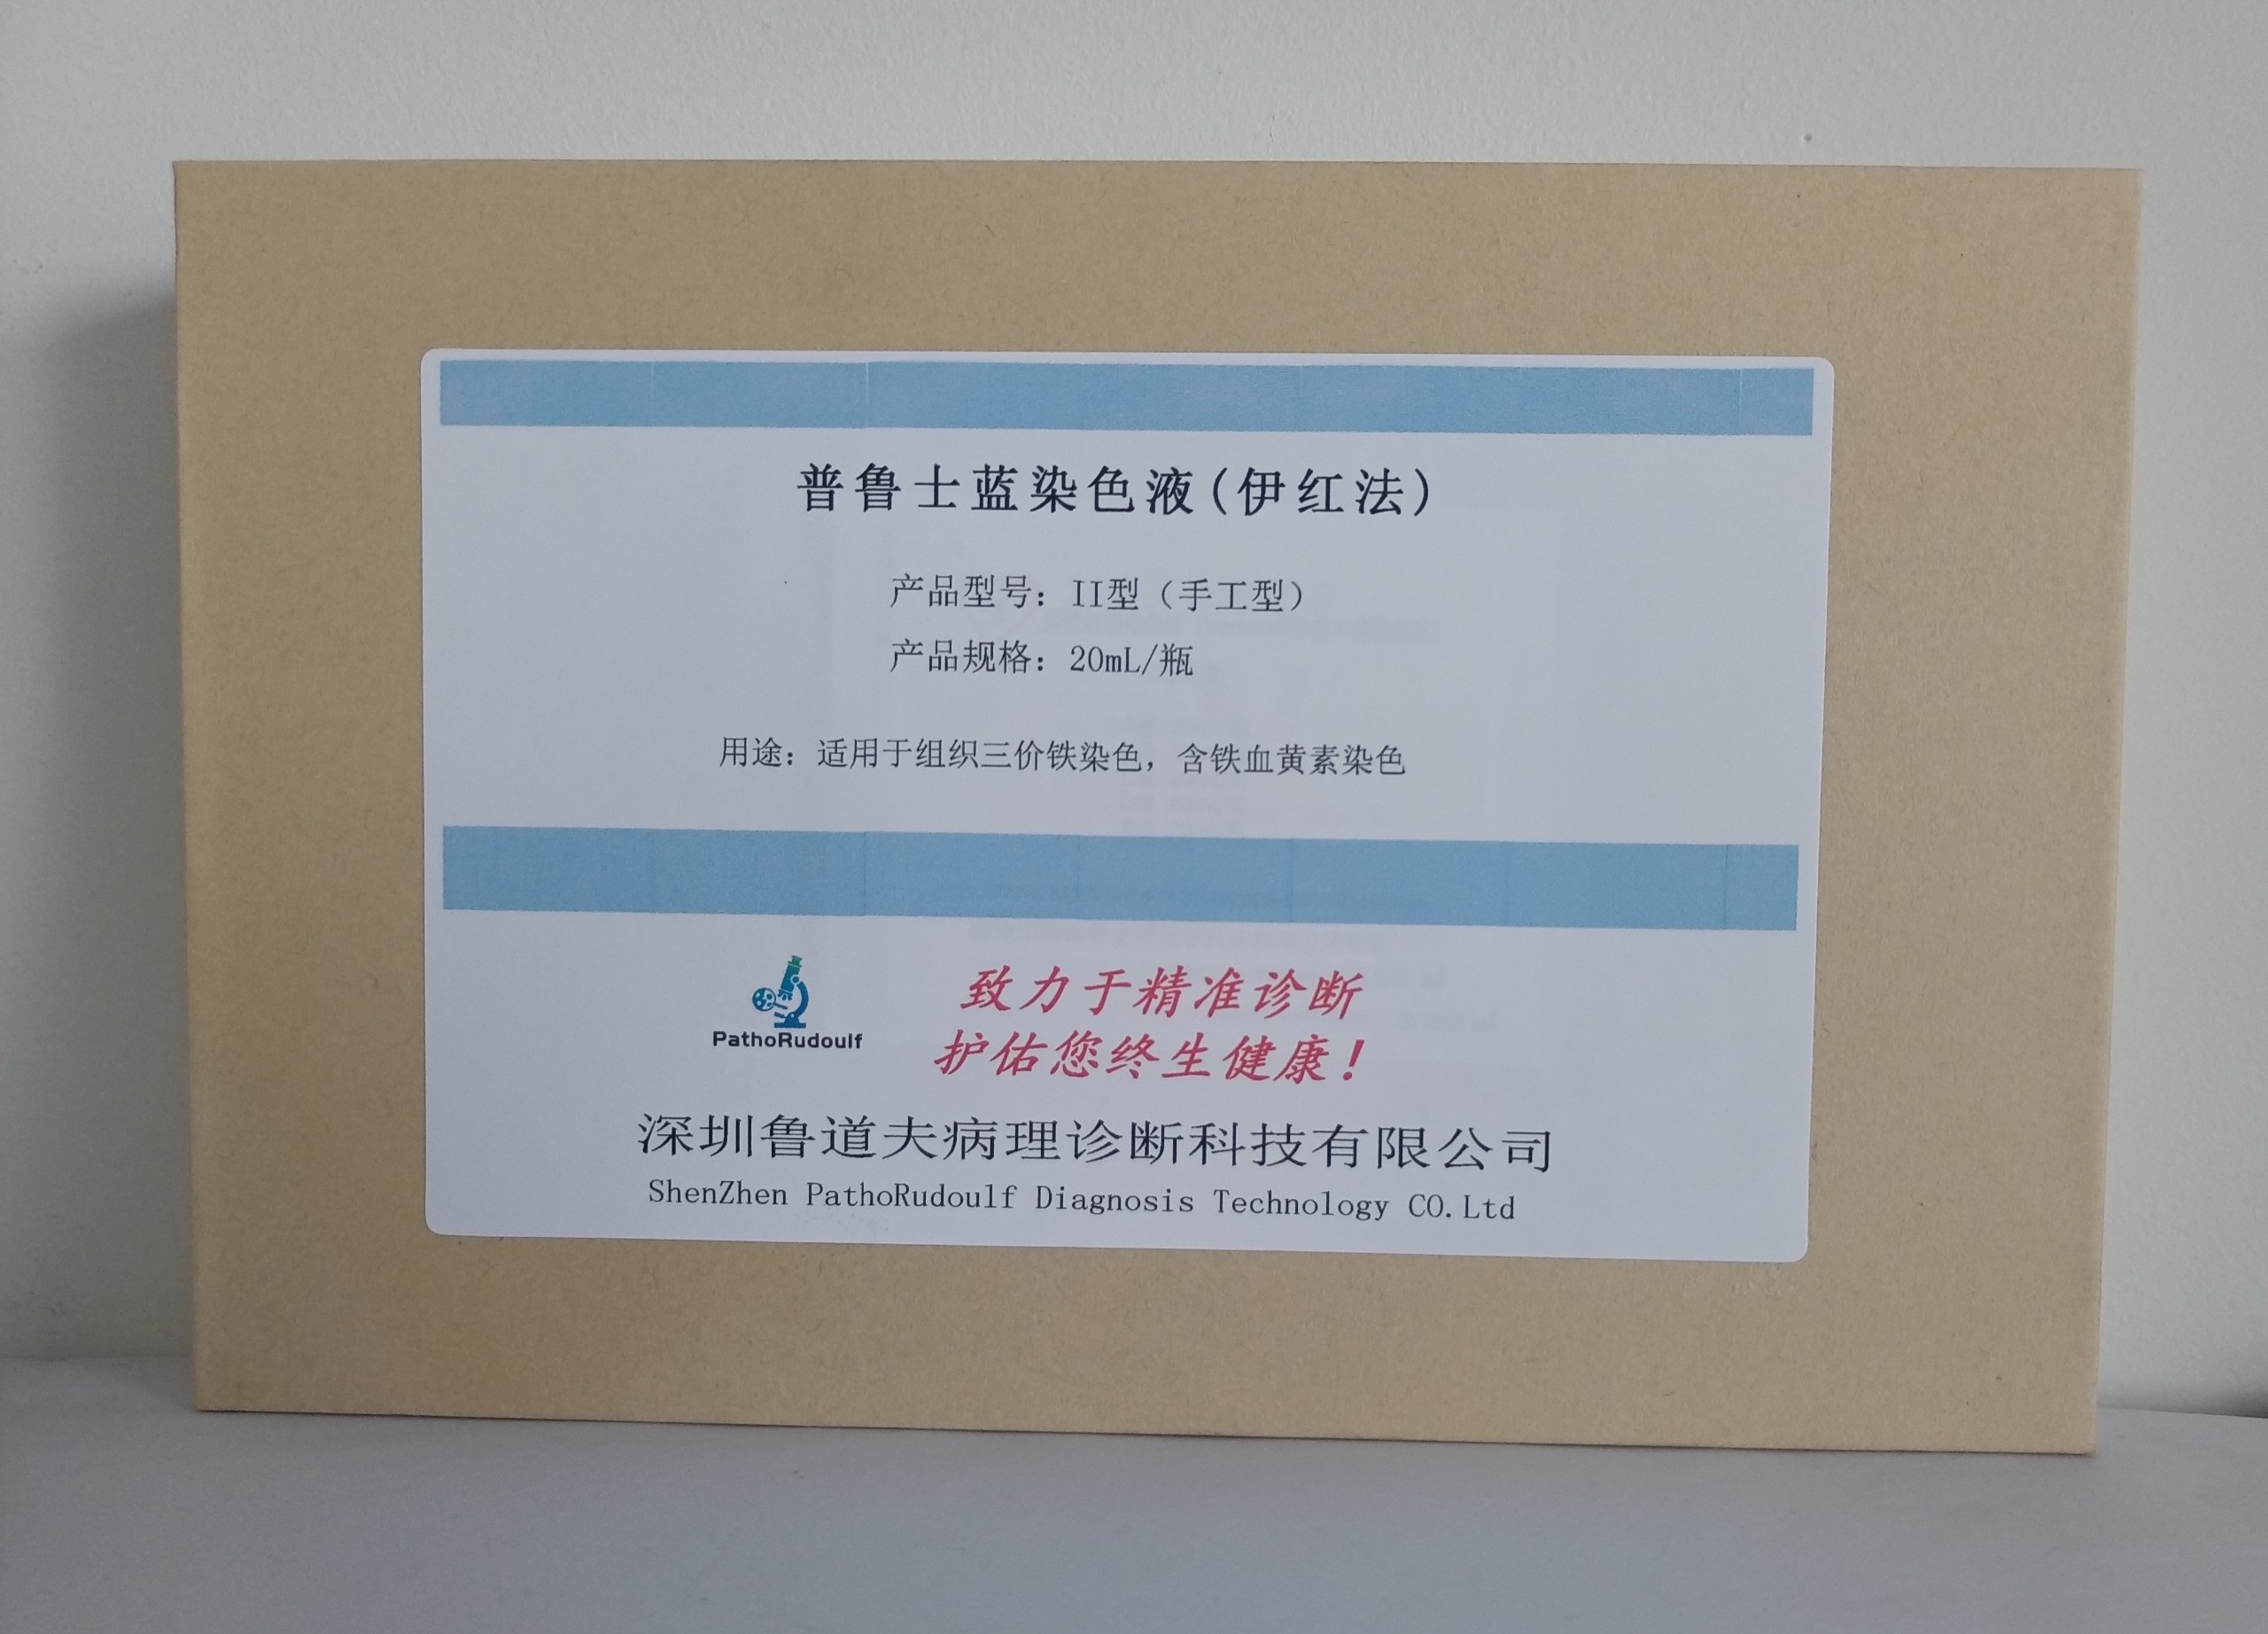 普鲁士蓝染色液(伊红法)
产品型号：II型（手工型）
产品规格：20mL/瓶
用途：适用于组织三价铁染色，含铁血黄素染色
致力于精准诊断
PathoRudoulf
护佑您终生健康！
深圳鲁道夫病理诊断科技有限公司
ShenZhen PathoRudoulf Diagnosis Technology CO.Ltd